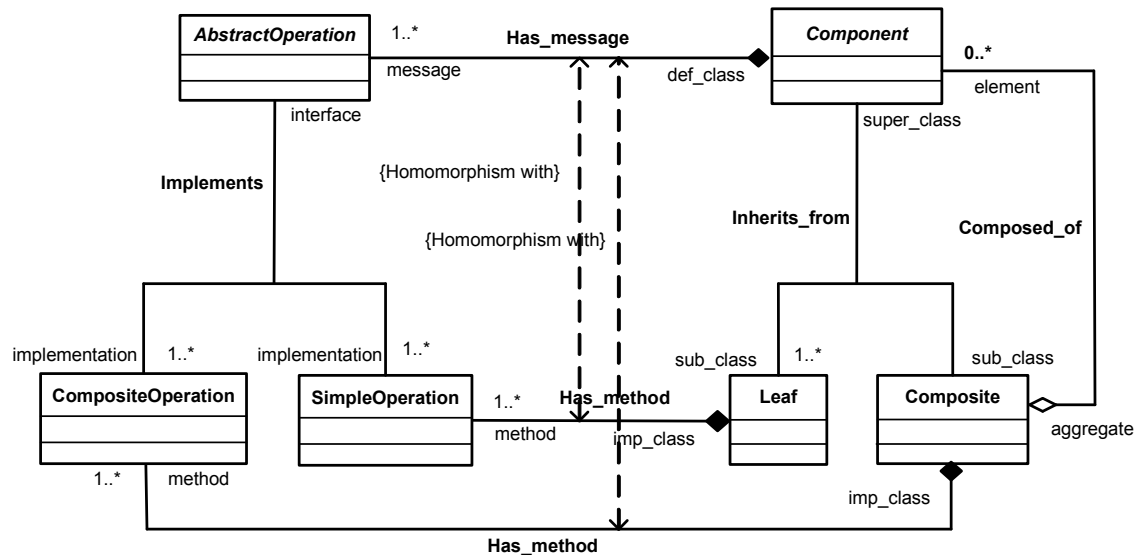 AbstractOperation
1..*
Has_message
Component
0..*
message
def_class
element
interface
super_class
{Homomorphism with}
Implements
Inherits_from
Composed_of
{Homomorphism with}
implementation
1..*
implementation
1..*
sub_class
1..*
sub_class
CompositeOperation
SimpleOperation
1..*
Has_method
Leaf
Composite
method
imp_class
aggregate
1..*
method
imp_class
Has_method